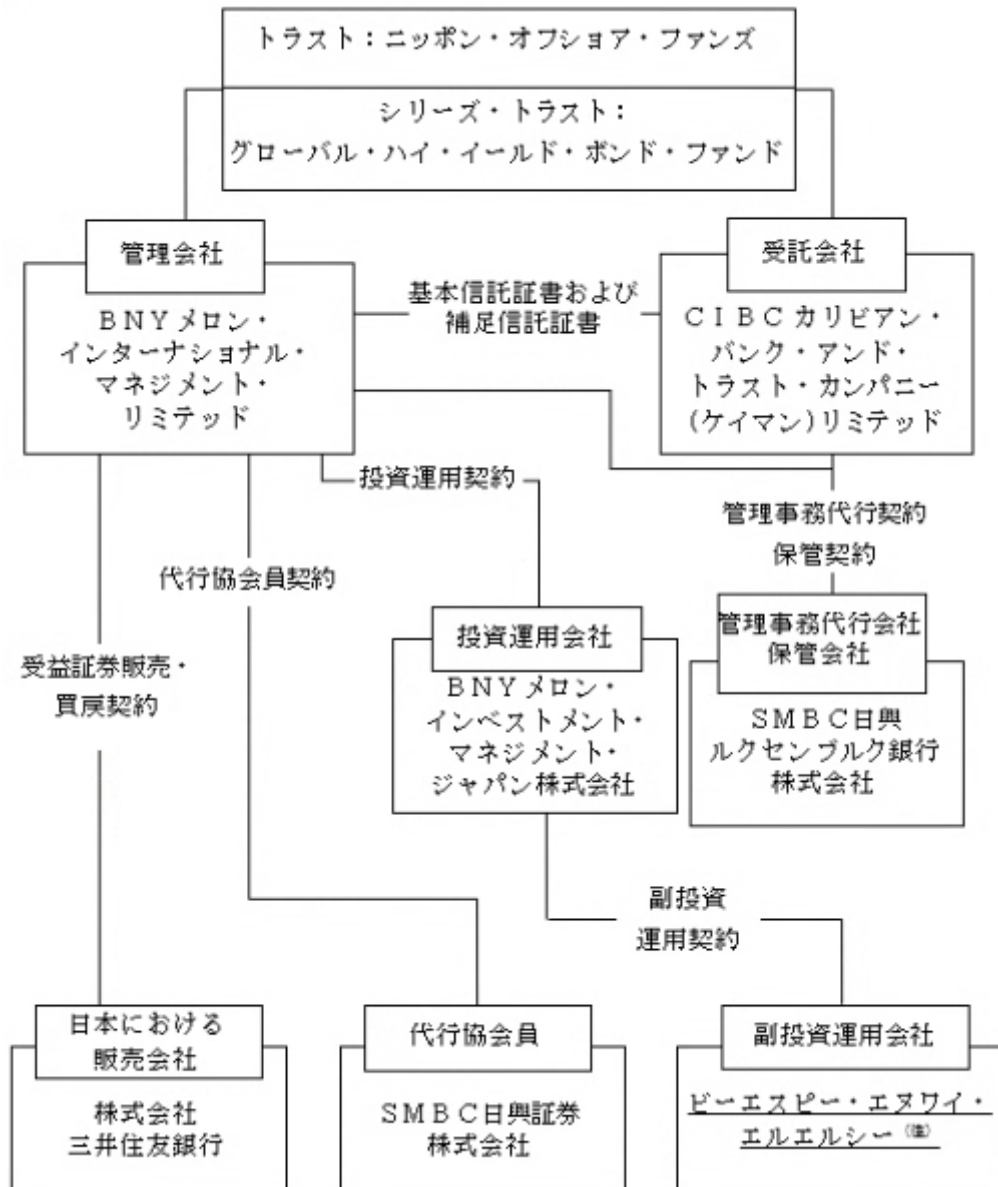 トラスト：ニッポン・オフショア・ファンズ
シリーズ・トラスト：
グローバル・ハイ・イールド・ボンド・ファンド
管理会社
ＢＮＹメロン・
インターナショナル・
マネジメント・
リミテッド
基本信託証書および
補足信託証書
受託会社
ＣＩＢＣカリビアン・
バンク・アンド・
トラスト・カンパニー
(ケイマン)リミテッド
投資運用契約
管理事務代行契約
保管契約
代行協会員契約
受益証券販売・
買戻契約
投資運用会社
ＢＮＹメロン・
インベストメント・
マネジメント・
ジャパン株式会社
管理事務代行会社
保管会社
ＳＭＢＣ日興
ルクセンブルク銀行
株式会社
副投資
運用契約
日本における
販売会社
株式会社
三井住友銀行
代行協会員
ＳＭＢＣ日興証券
株式会社
副投資運用会社
ビーエスピー・エヌワイ・
エルエルシー（注）